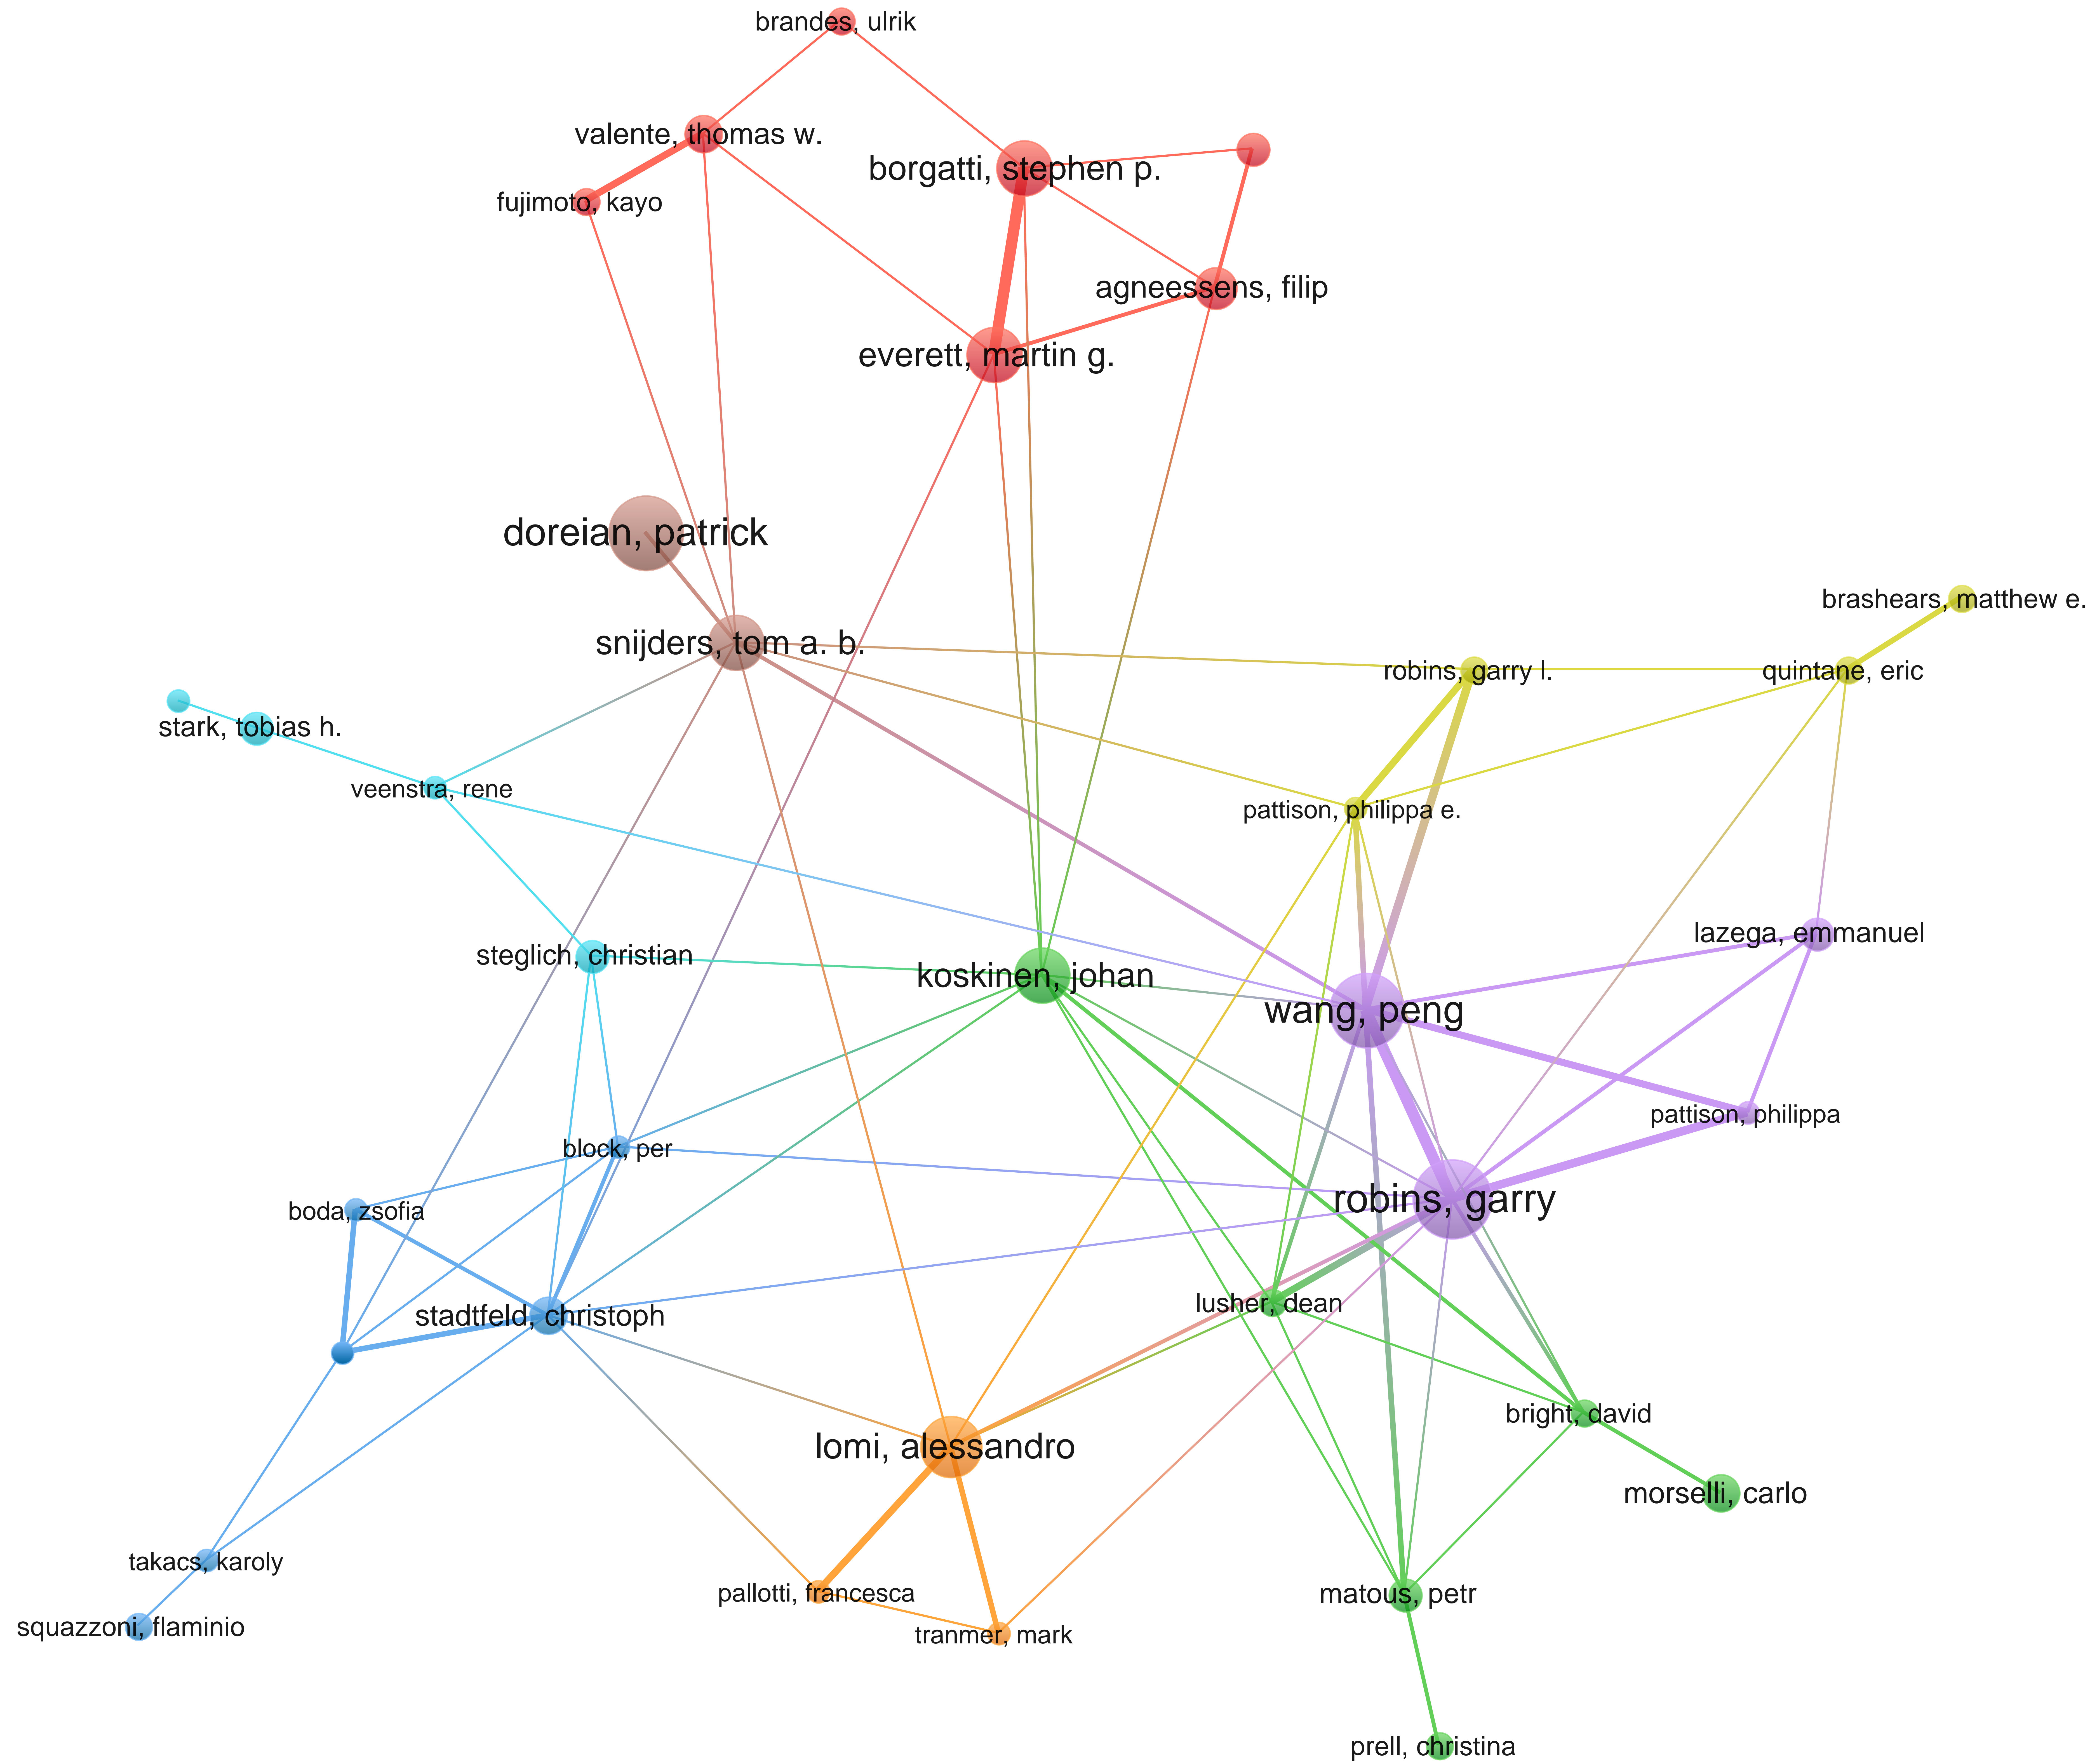 brandes, ulrik
valente, thomas w.
borgatti, stephen p.
fujimoto, kayo
agneessens, filip
everett, martin g.
doreian, patrick
brashears, matthew e.
snijders, tom a. b.
robins, garry l.
quintane, eric
stark, tobias h.
veenstra, rene
pattison, philippa e.
lazega, emmanuel
steglich, christian
koskinen, johan
wang, peng
pattison, philippa
block, per
robins, garry
boda, zsofia
lusher, dean
stadtfeld, christoph
bright, david
lomi, alessandro
morselli, carlo
takacs, karoly
pallotti, francesca
matous, petr
squazzoni, flaminio
tranmer, mark
prell, christina